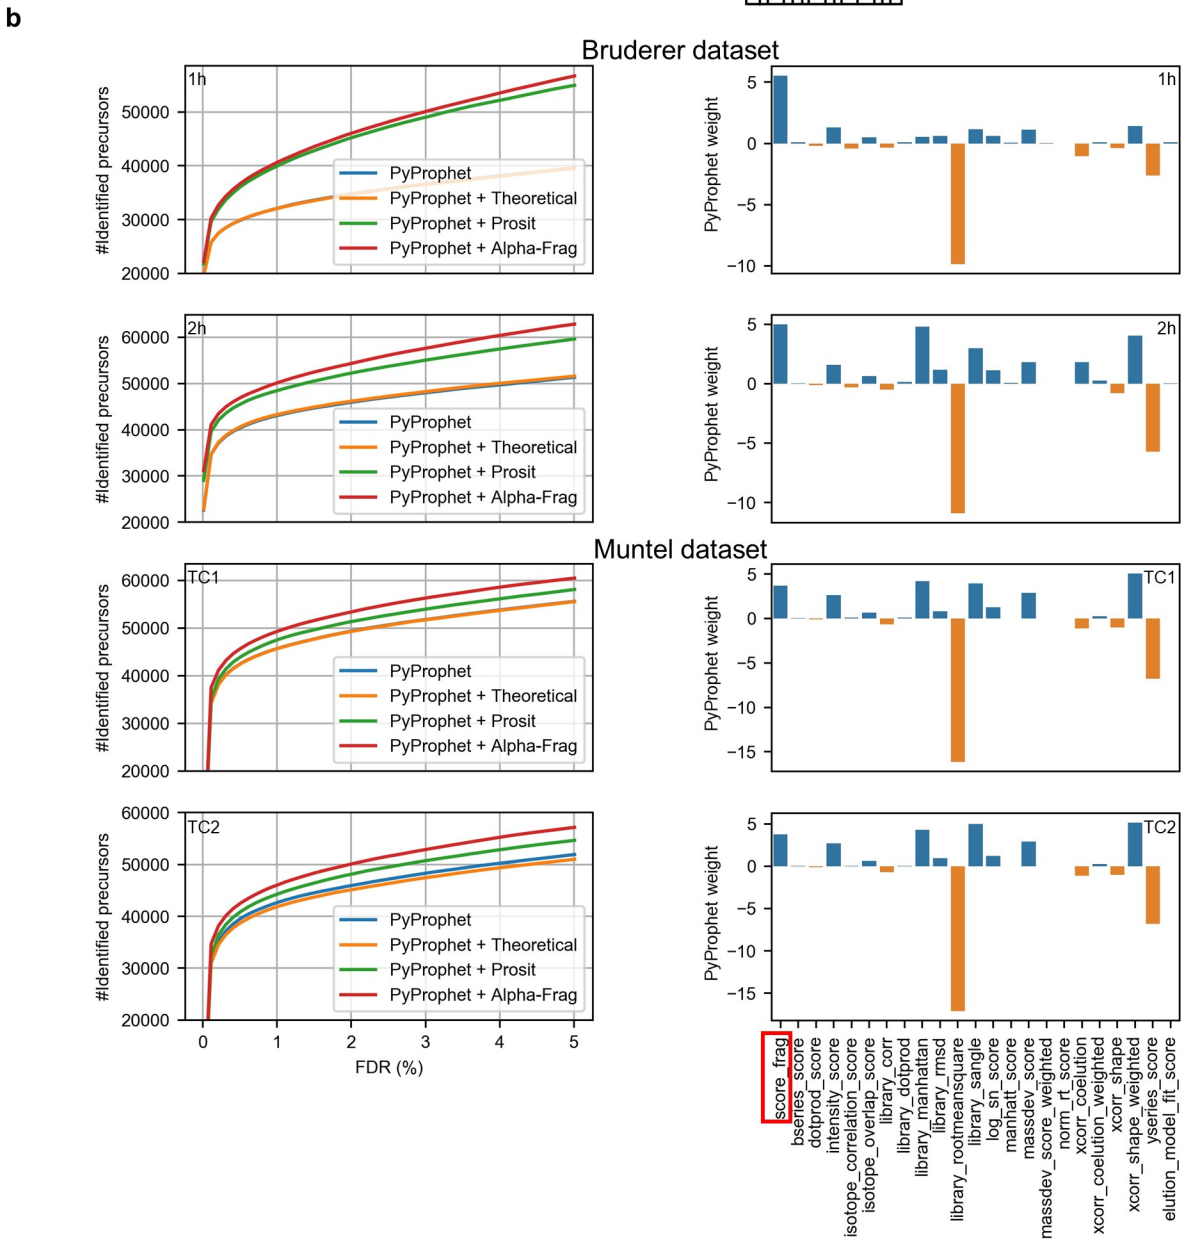 b
Bruderer dataset
1h
#Identified precursors
50000
40000
30000
20000
PyProphet
PyProphet + Theoretical
PyProphet + Prosit
PyProphet + Alpha-Frag
1h
PyProphet weight
5
0
−5
−10
2h
#Identified precursors
60000
50000
40000
30000
20000
PyProphet
PyProphet + Theoretical
PyProphet + Prosit
PyProphet + Alpha-Frag
2h
PyProphet weight
5
0
−5
−10
Muntel dataset
TC1
#Identified precursors
60000
50000
40000
30000
20000
PyProphet
PyProphet + Theoretical
PyProphet + Prosit
PyProphet + Alpha-Frag
TC1
PyProphet weight
5
0
−5
−10
−15
TC2
#Identified precursors
60000
50000
40000
30000
20000
PyProphet
PyProphet + Theoretical
PyProphet + Prosit
PyProphet + Alpha-Frag
0 1 2 3 4 5
FDR (%)
TC2
PyProphet weight
5
0
−5
−10
−15
score_frag
bseries_score
dotprod_score
intensity_score
isotope_correlation_score
isotope_overlap_score
library_corr
library_dotprod
library_manhattan
library_rmsd
library_rootmeansquare
library_sangle
log_sn_score
manhatt_score
massdev_score
massdev_score_weighted
norm_rt_score
xcorr_coelution
xcorr_coelution_weighted
xcorr_shape
xcorr_shape_weighted
yseries_score
elution_model_fit_score